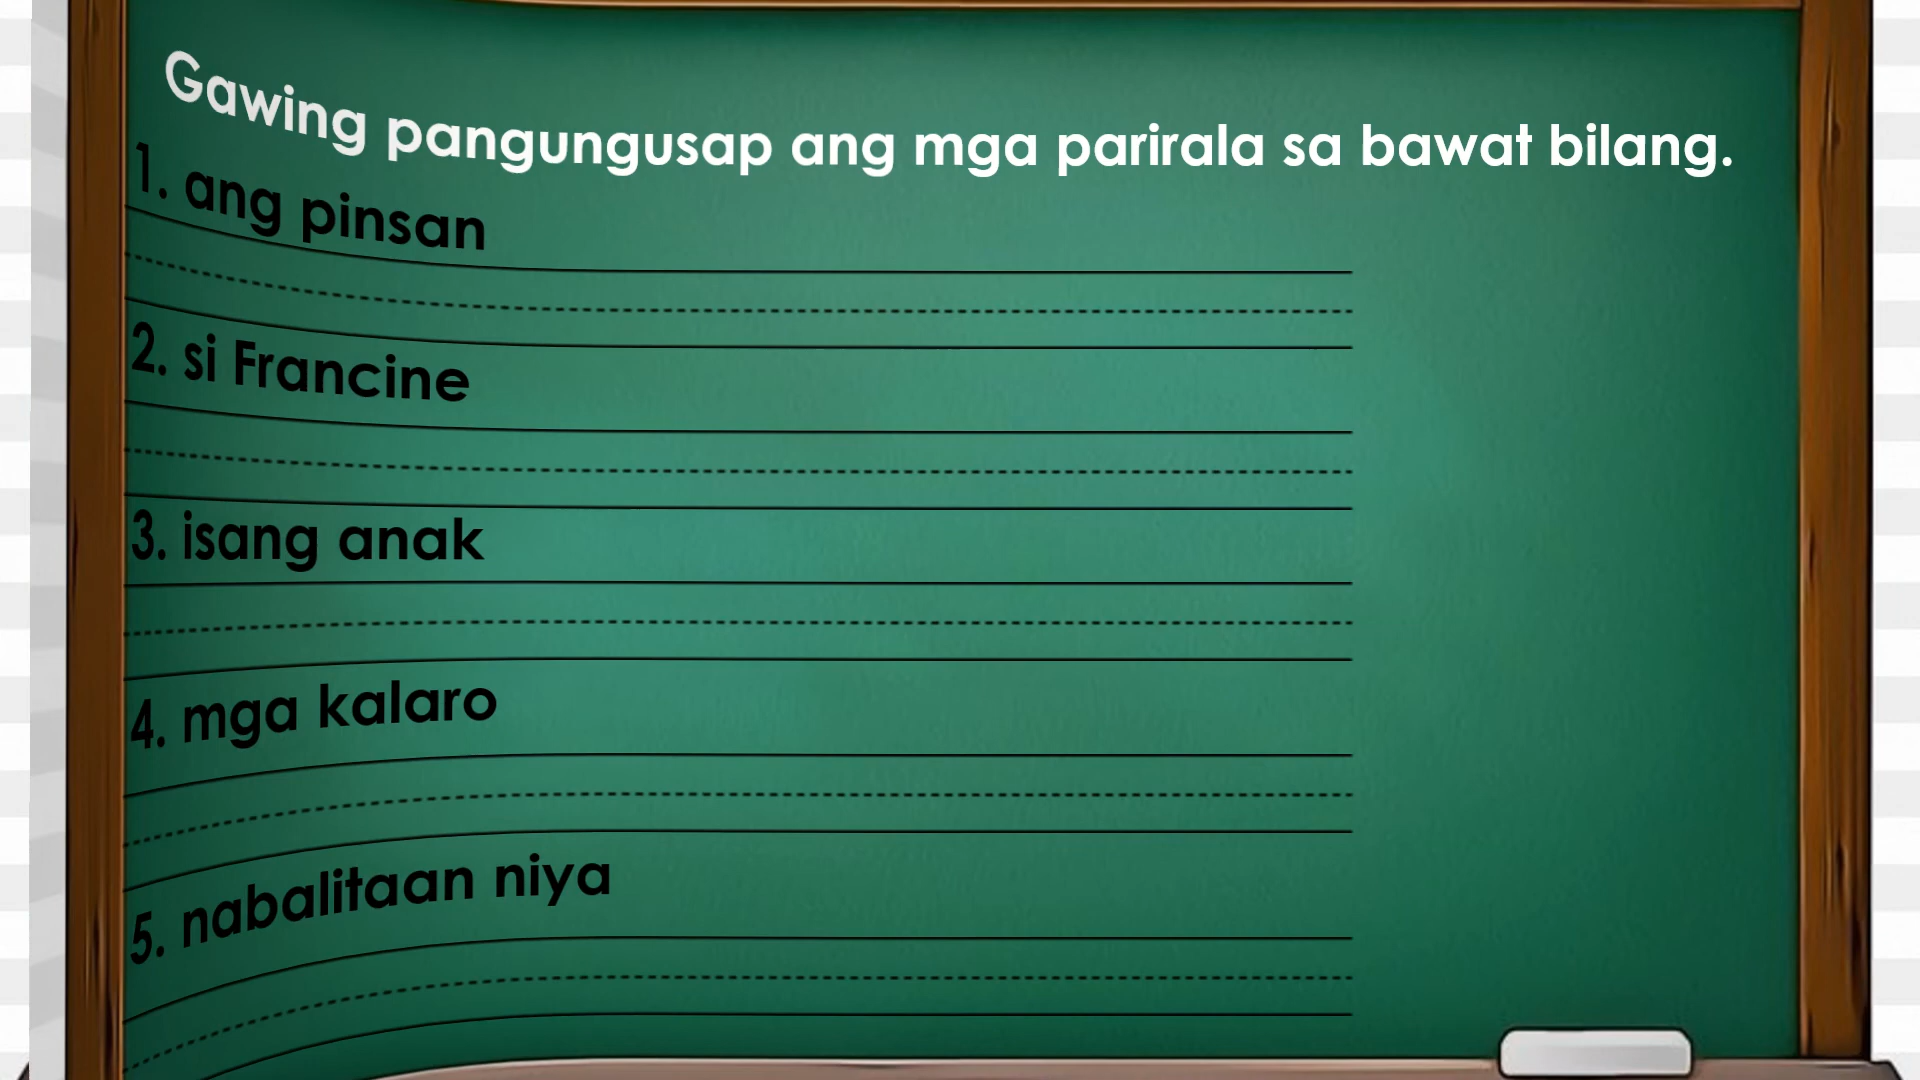 Gawing pangungusap ang mga parirala sa bawat bilang.
1. ang pinsan
2. si Francine
3. isang anak
4. mga kalaro
5. nabalitaan niya